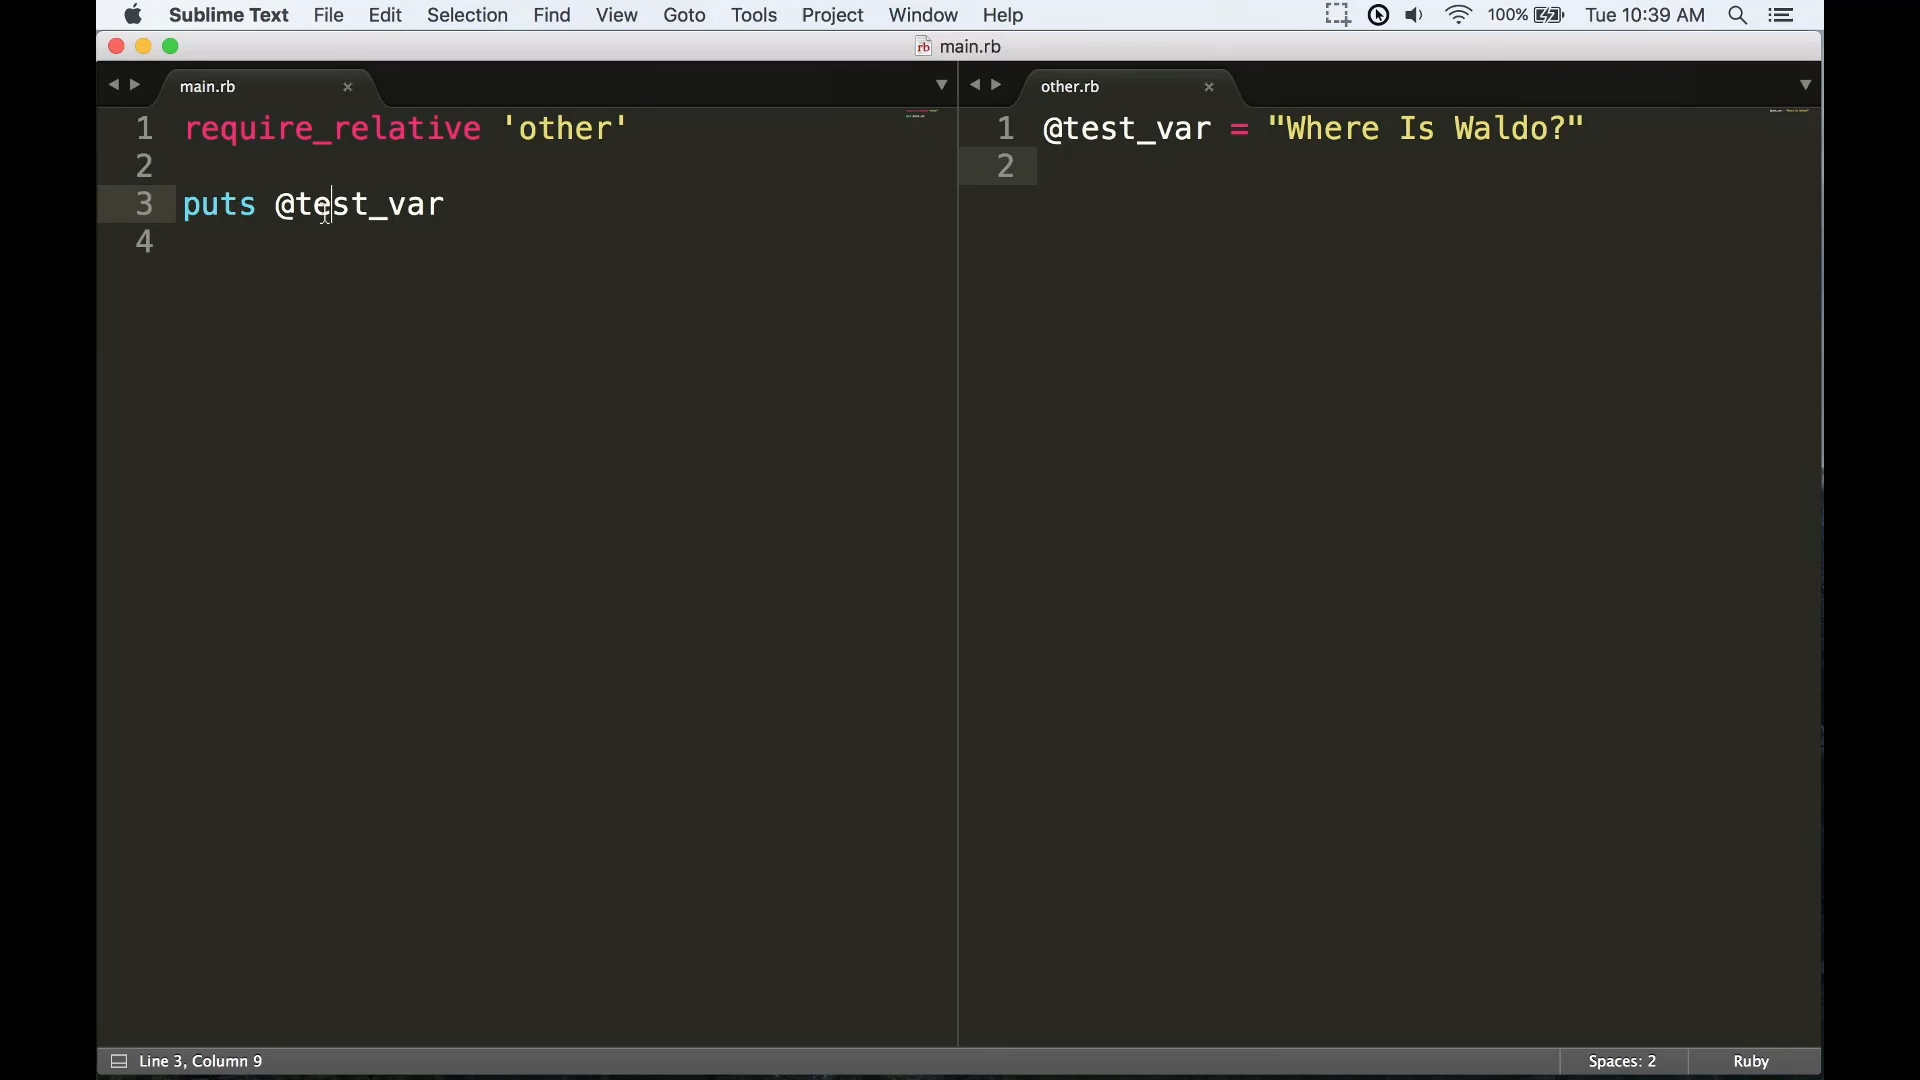 Sublime Text File Edit Selection Find View Goto Tools Project Window Help 100% Tue 10:39 AM
rb main.rb
main.rb
1 require_relative 'other'
2
3 puts @test_var
4
other.rb
1 @test_var = "Where Is Waldo?"
2
Line 3, Column 9 Spaces: 2 Ruby